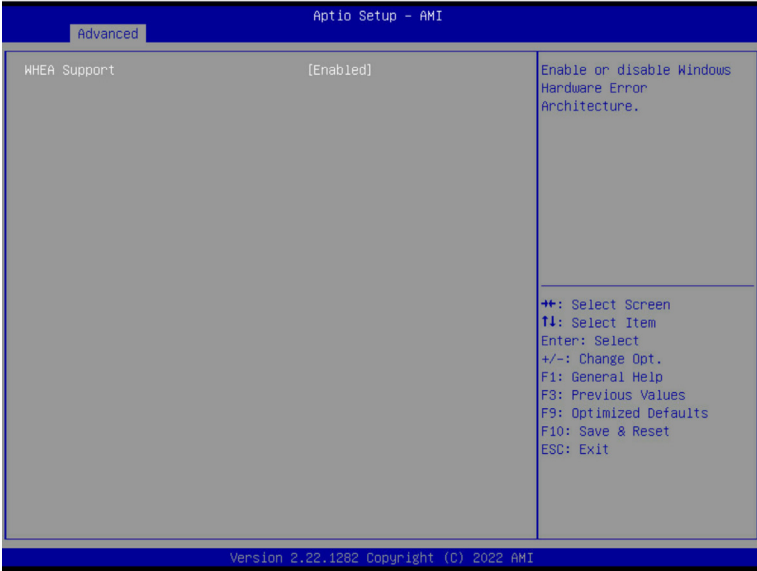 Aptio Setup – AMI
Advanced
WHEA Support [Enabled]
Enable or disable Windows
Hardware Error
Architecture.
→←: Select Screen
↑↓: Select Item
Enter: Select
+/-: Change Opt.
F1: General Help
F3: Previous Values
F9: Optimized Defaults
F10: Save & Reset
ESC: Exit
Version 2.22.1282 Copyright (C) 2022 AMI